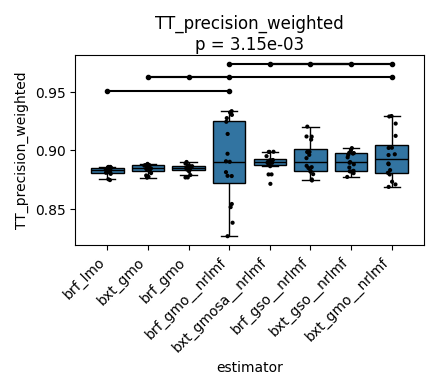 TT_precision_weighted
p = 3.15e-03
TT_precision_weighted
0.95
0.90
0.85
brf_lmo
bxt_gmo
brf_gmo
brf_gmo__nrlmf
bxt_gmosa__nrlmf
brf_gso__nrlmf
bxt_gso__nrlmf
bxt_gmo__nrlmf
estimator